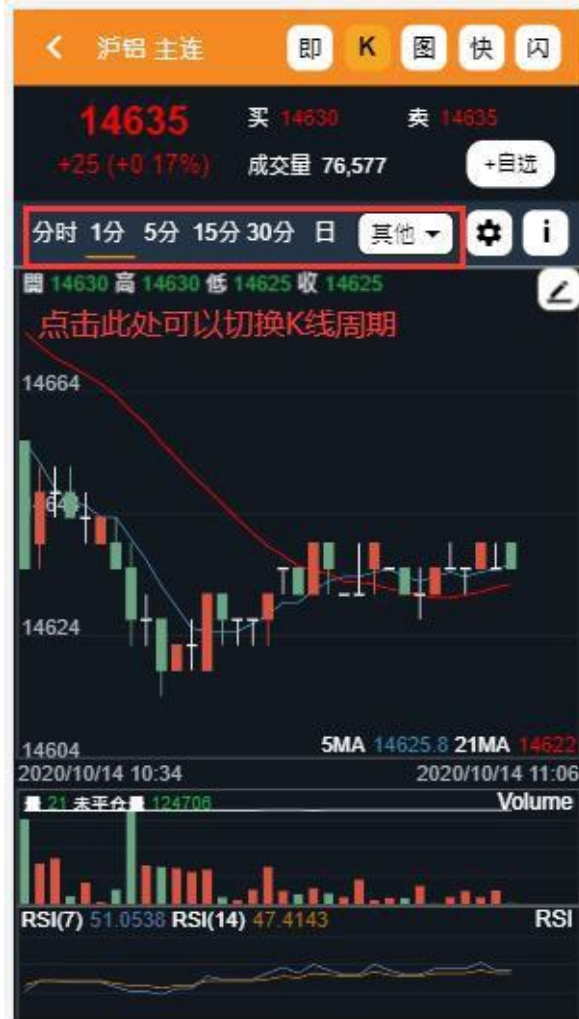 沪铝 主连 即 K 图 快 闪
14635 买 14630 卖 14635
+25 (+0.17%) 成交量 76,577 +自选
分时 1分 5分 15分 30分 日 其他 i
開 14630 高 14630 低 14625 收 14625
点击此处可以切换K线周期
14664
14624
14604 5MA 14625.8 21MA 14622
2020/10/14 10:34 2020/10/14 11:06
量 21 未平仓量 124706 Volume
RSI(7) 51.0538 RSI(14) 47.4143 RSI